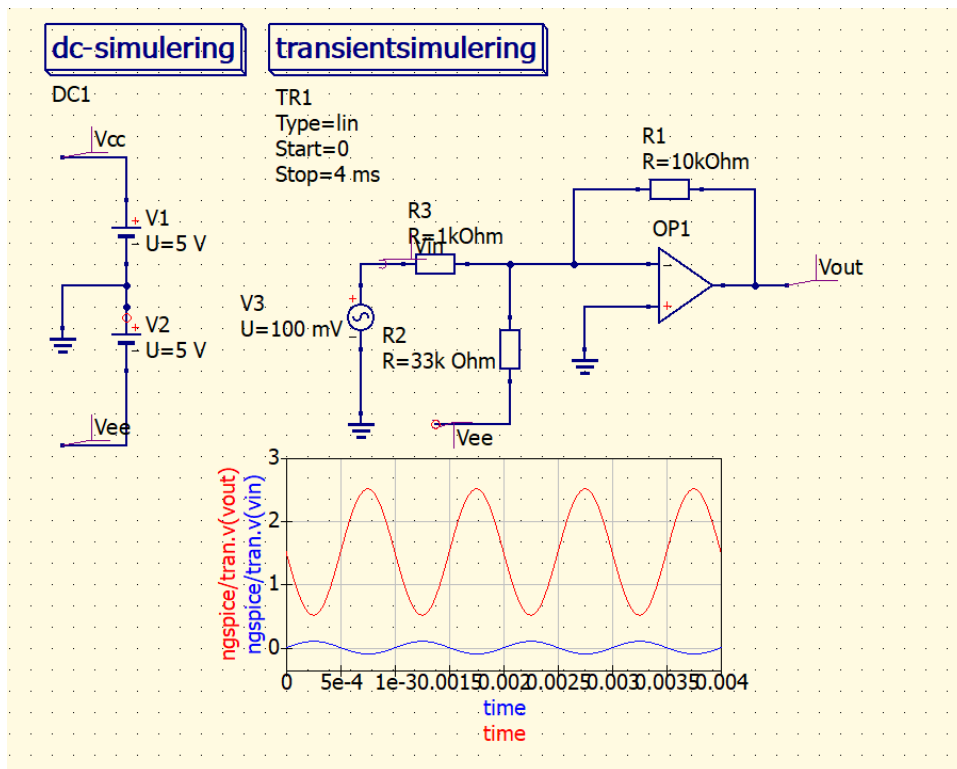 dc-simulering
transientsimulering
DC1
TR1
Type=lin
Start=0
Stop=4 ms
Vcc
V1
U=5 V
V2
U=5 V
Vee
R1
R=10kOhm
R3
R=1kOhm
Vin
OP1
Vout
V3
U=100 mV
R2
R=33k Ohm
Vee
ngspice/tran.v(vout)
ngspice/tran.v(vin)
3
2
1
0
0 5e-4 1e-3 0.0015 0.002 0.0025 0.003 0.0035 0.004
time
time